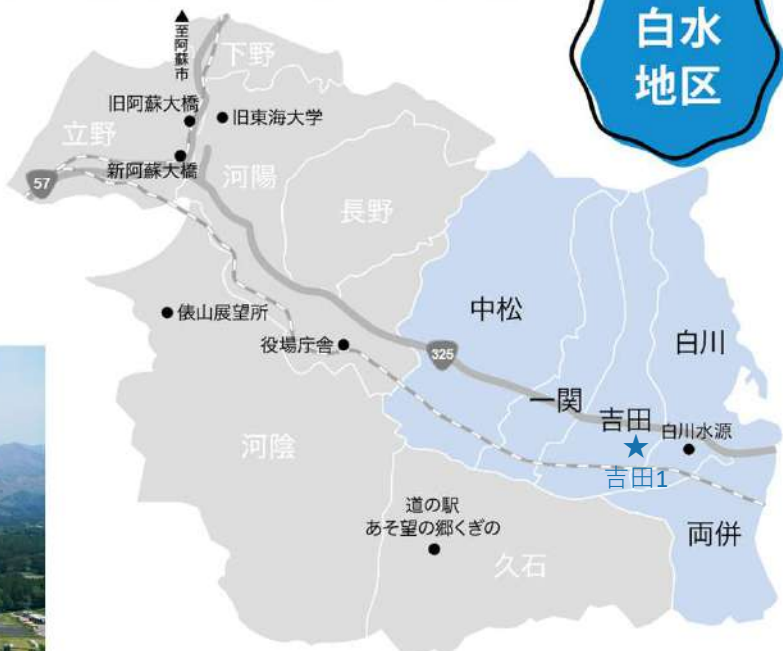 白水
地区
▲至阿蘇市
下野
旧阿蘇大橋
旧東海大学
立野
新阿蘇大橋
河陽
57
長野
中松
俵山展望所
役場庁舎
325
白川
一関
吉田
白川水源
吉田1
河陰
道の駅
あそ望の郷くぎの
両併
久石